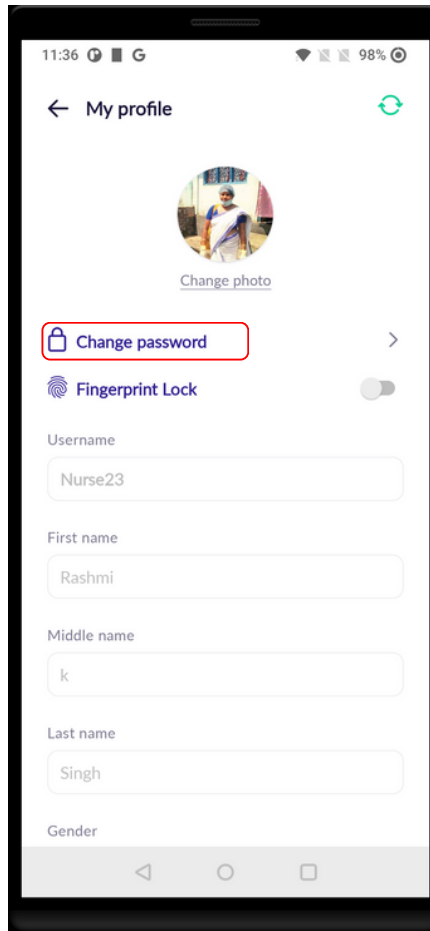 11:36 G 98%
My profile
Change photo
Change password
Fingerprint Lock
Username
Nurse23
First name
Rashmi
Middle name
k
Last name
Singh
Gender